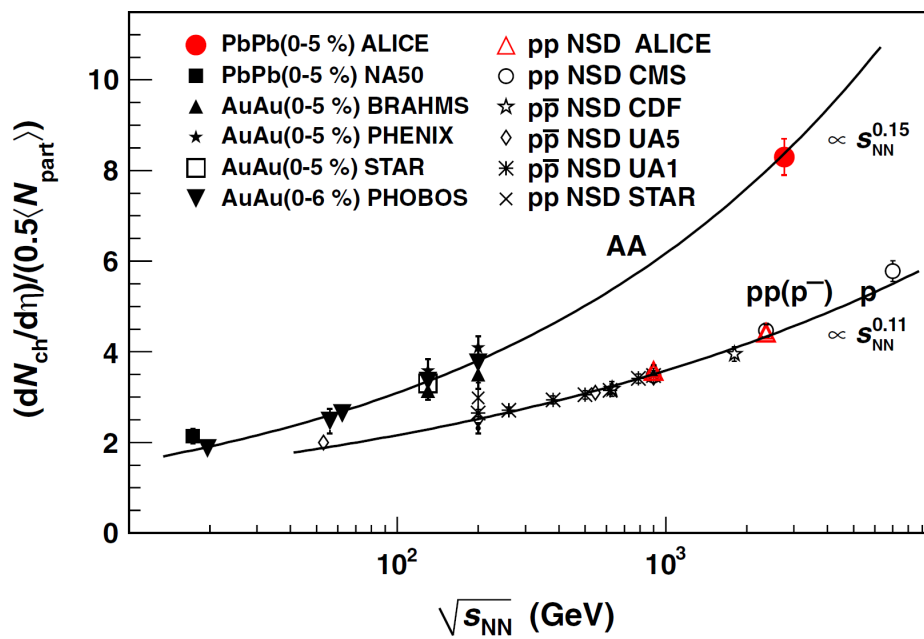 (dN_ch/dη)/(0.5⟨N_part⟩)
10
8
6
4
2
0
PbPb(0-5 %) ALICE
PbPb(0-5 %) NA50
AuAu(0-5 %) BRAHMS
AuAu(0-5 %) PHENIX
AuAu(0-5 %) STAR
AuAu(0-6 %) PHOBOS
pp NSD ALICE
pp NSD CMS
pp̅ NSD CDF
pp̅ NSD UA5
pp̅ NSD UA1
pp NSD STAR
∝ s_NN^0.15
AA
pp(p¯) p
∝ s_NN^0.11
10²
10³
√s_NN (GeV)